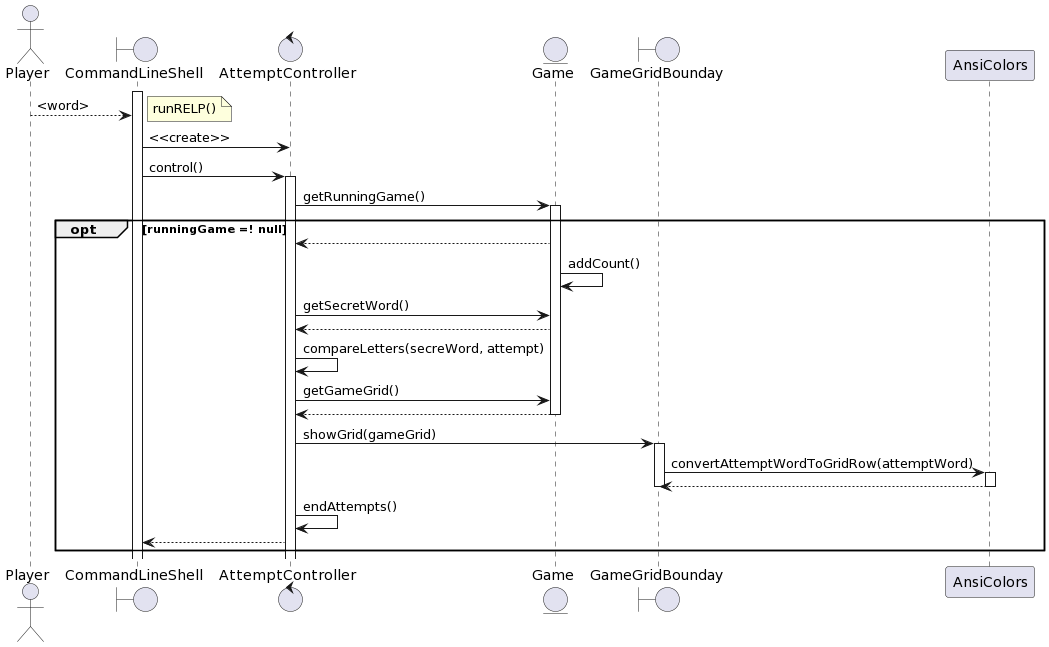 Player
CommandLineShell
AttemptController
Game
GameGridBounday
AnsiColors
<word>
runRELP()
<<create>>
control()
getRunningGame()
opt
[runningGame =! null]
addCount()
getSecretWord()
compareLetters(secreWord, attempt)
getGameGrid()
showGrid(gameGrid)
convertAttemptWordToGridRow(attemptWord)
endAttempts()
Player
CommandLineShell
AttemptController
Game
GameGridBounday
AnsiColors